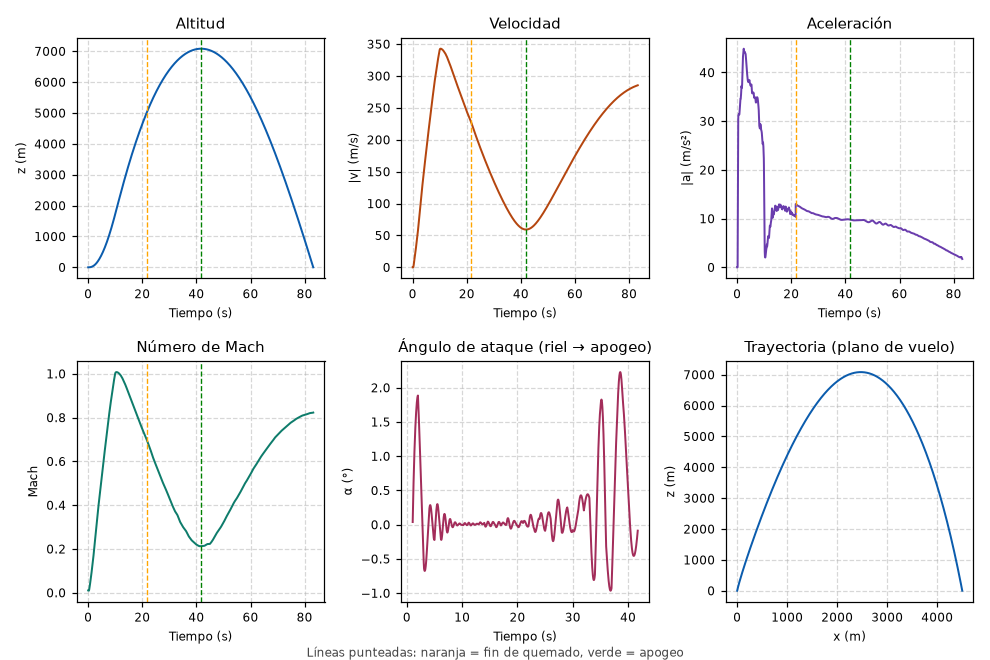 Altitud
7000
6000
5000
4000
3000
2000
1000
0
z (m)
0 20 40 60 80
Tiempo (s)
Velocidad
350
300
250
200
150
100
50
0
|v| (m/s)
0 20 40 60 80
Tiempo (s)
Aceleración
40
30
20
10
0
|a| (m/s²)
0 20 40 60 80
Tiempo (s)
Número de Mach
1.0
0.8
0.6
0.4
0.2
0.0
Mach
0 20 40 60 80
Tiempo (s)
Ángulo de ataque (riel → apogeo)
2.0
1.5
1.0
0.5
0.0
−0.5
−1.0
α (°)
0 10 20 30 40
Tiempo (s)
Trayectoria (plano de vuelo)
7000
6000
5000
4000
3000
2000
1000
0
z (m)
0 1000 2000 3000 4000
x (m)
Líneas punteadas: naranja = fin de quemado, verde = apogeo